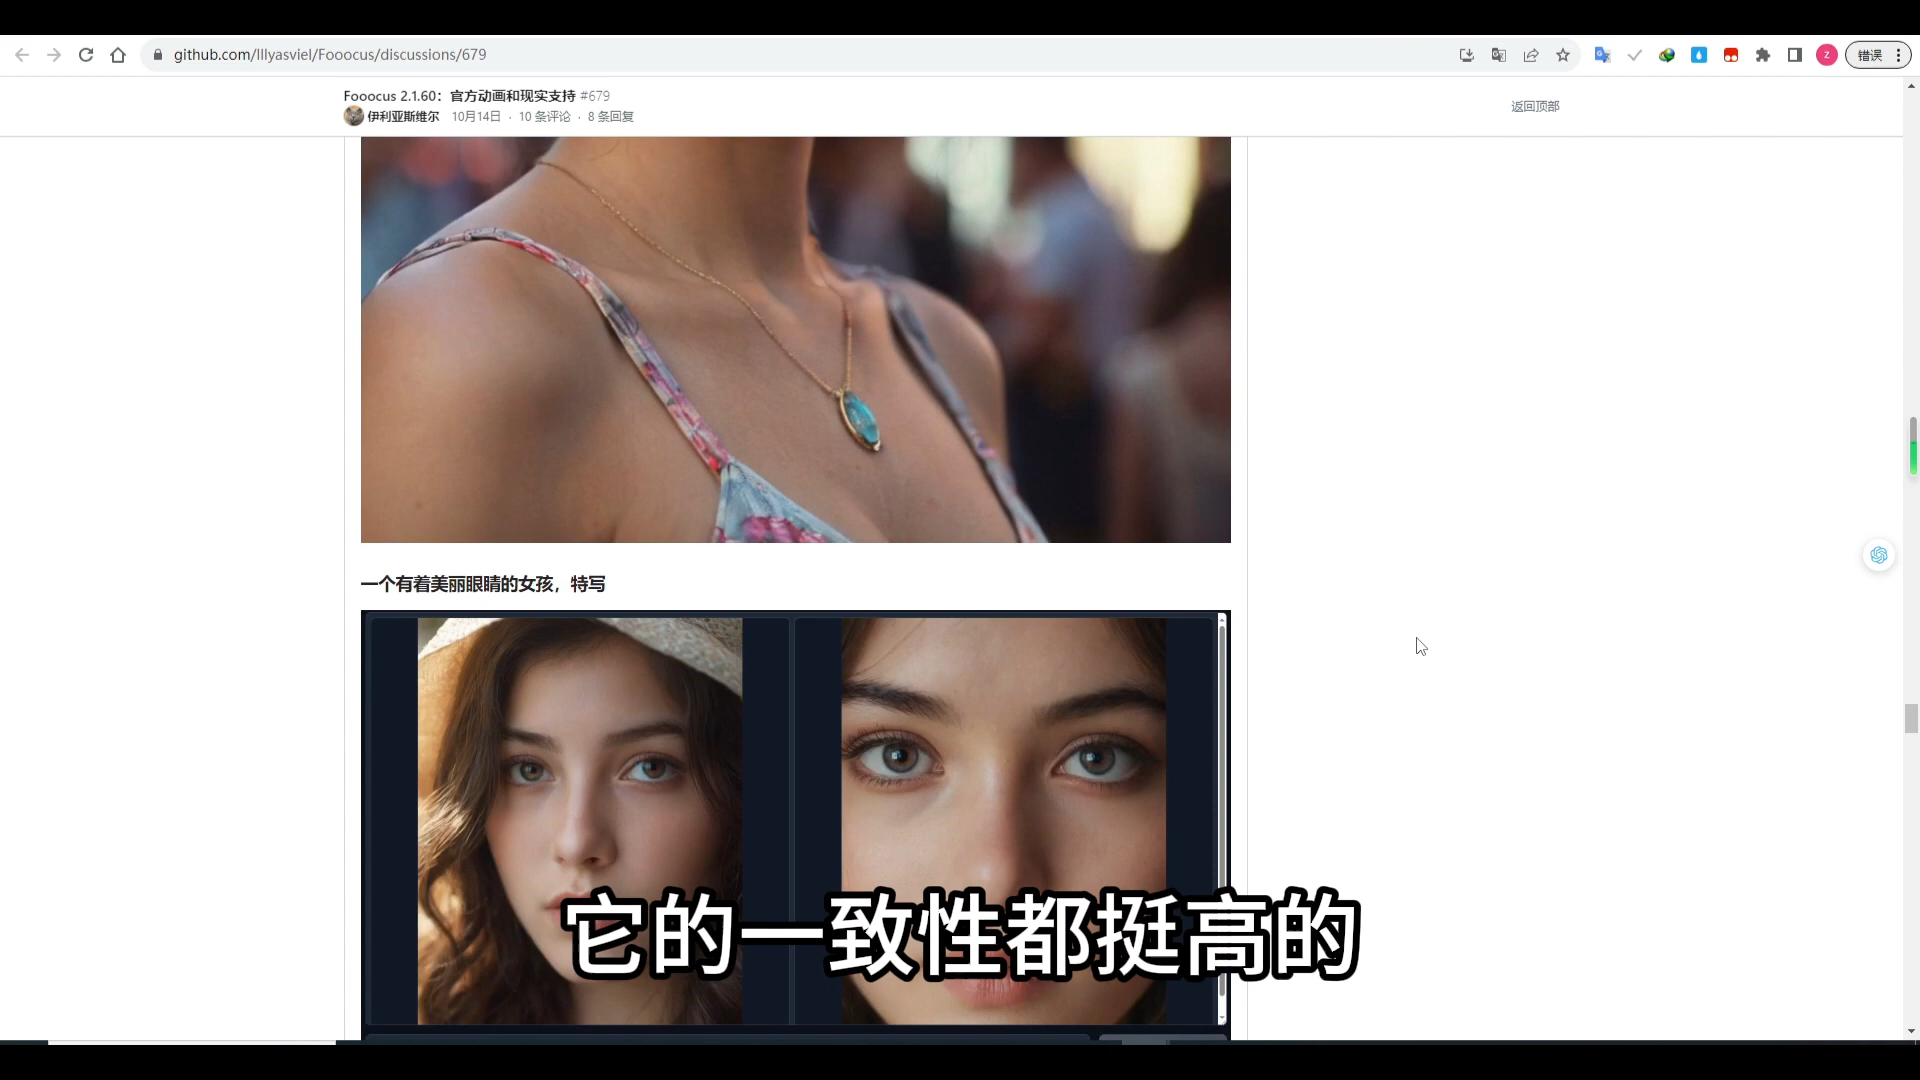 github.com/lllyasviel/Fooocus/discussions/679
Z
错误
Fooocus 2.1.60：官方动画和现实支持 #679
伊利亚斯维尔 10月14日 · 10 条评论 · 8 条回复
返回顶部
一个有着美丽眼睛的女孩，特写
它的一致性都挺高的